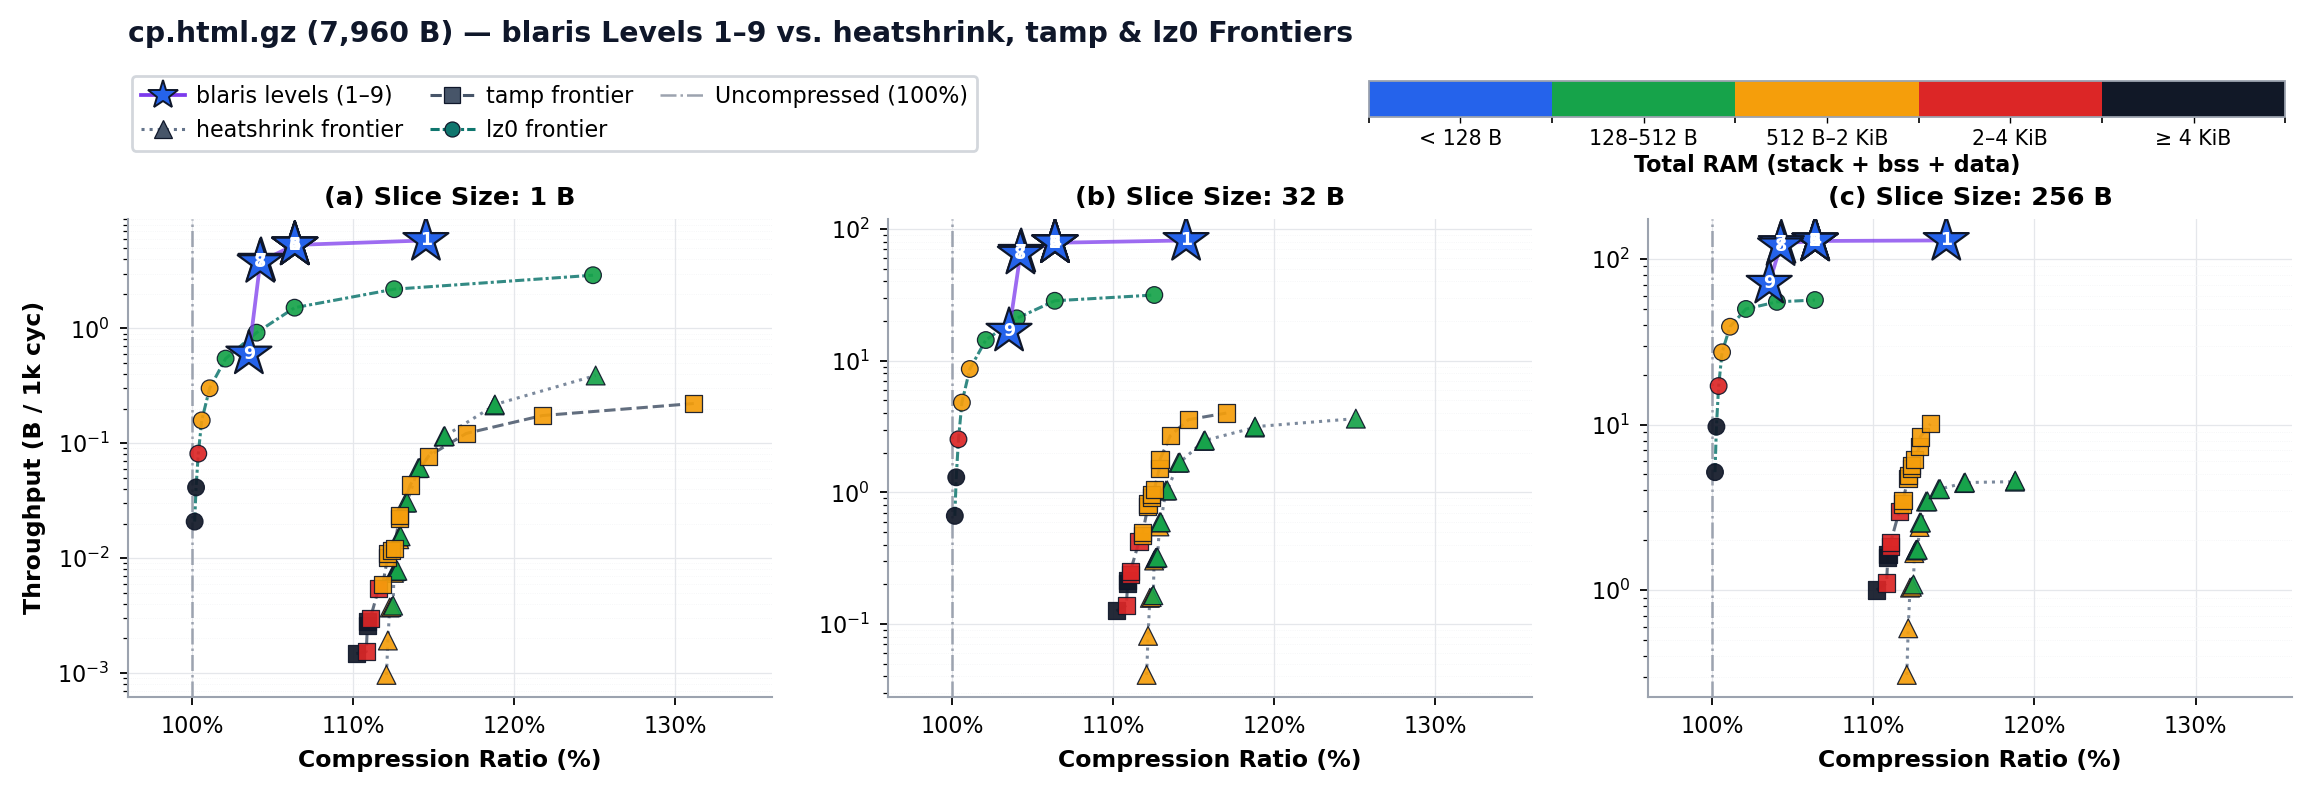 cp.html.gz (7,960 B) — blaris Levels 1–9 vs. heatshrink, tamp & lz0 Frontiers
blaris levels (1–9)
heatshrink frontier
tamp frontier
lz0 frontier
Uncompressed (100%)
< 128 B
128–512 B
512 B–2 KiB
2–4 KiB
≥ 4 KiB
Total RAM (stack + bss + data)
(a) Slice Size: 1 B
Throughput (B / 1k cyc)
10⁰
10⁻¹
10⁻²
10⁻³
8
1
9
100%
110%
120%
130%
Compression Ratio (%)
(b) Slice Size: 32 B
10²
10¹
10⁰
10⁻¹
8
1
9
100%
110%
120%
130%
Compression Ratio (%)
(c) Slice Size: 256 B
10²
10¹
10⁰
8
1
9
100%
110%
120%
130%
Compression Ratio (%)